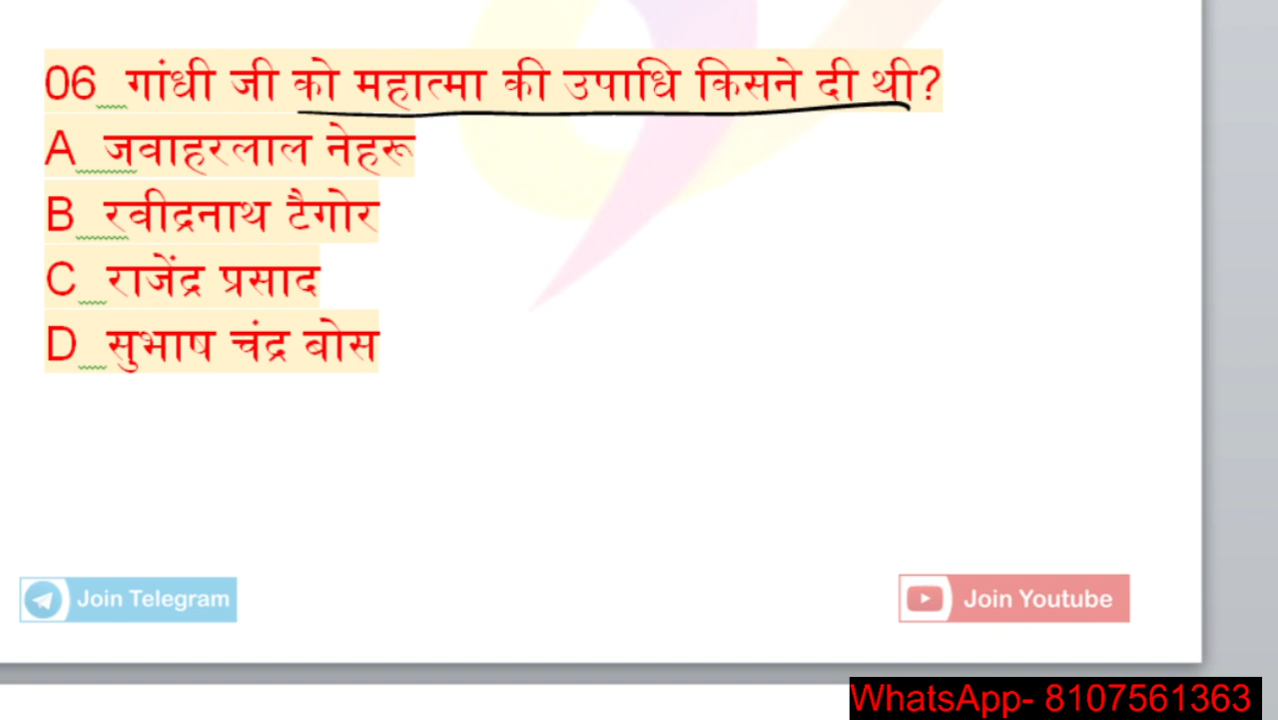 06 गांधी जी को महात्मा की उपाधि किसने दी थी?
A जवाहरलाल नेहरू
B रवीद्रनाथ टैगोर
C राजेंद्र प्रसाद
D सुभाष चंद्र बोस
Join Telegram
Join Youtube
WhatsApp- 8107561363